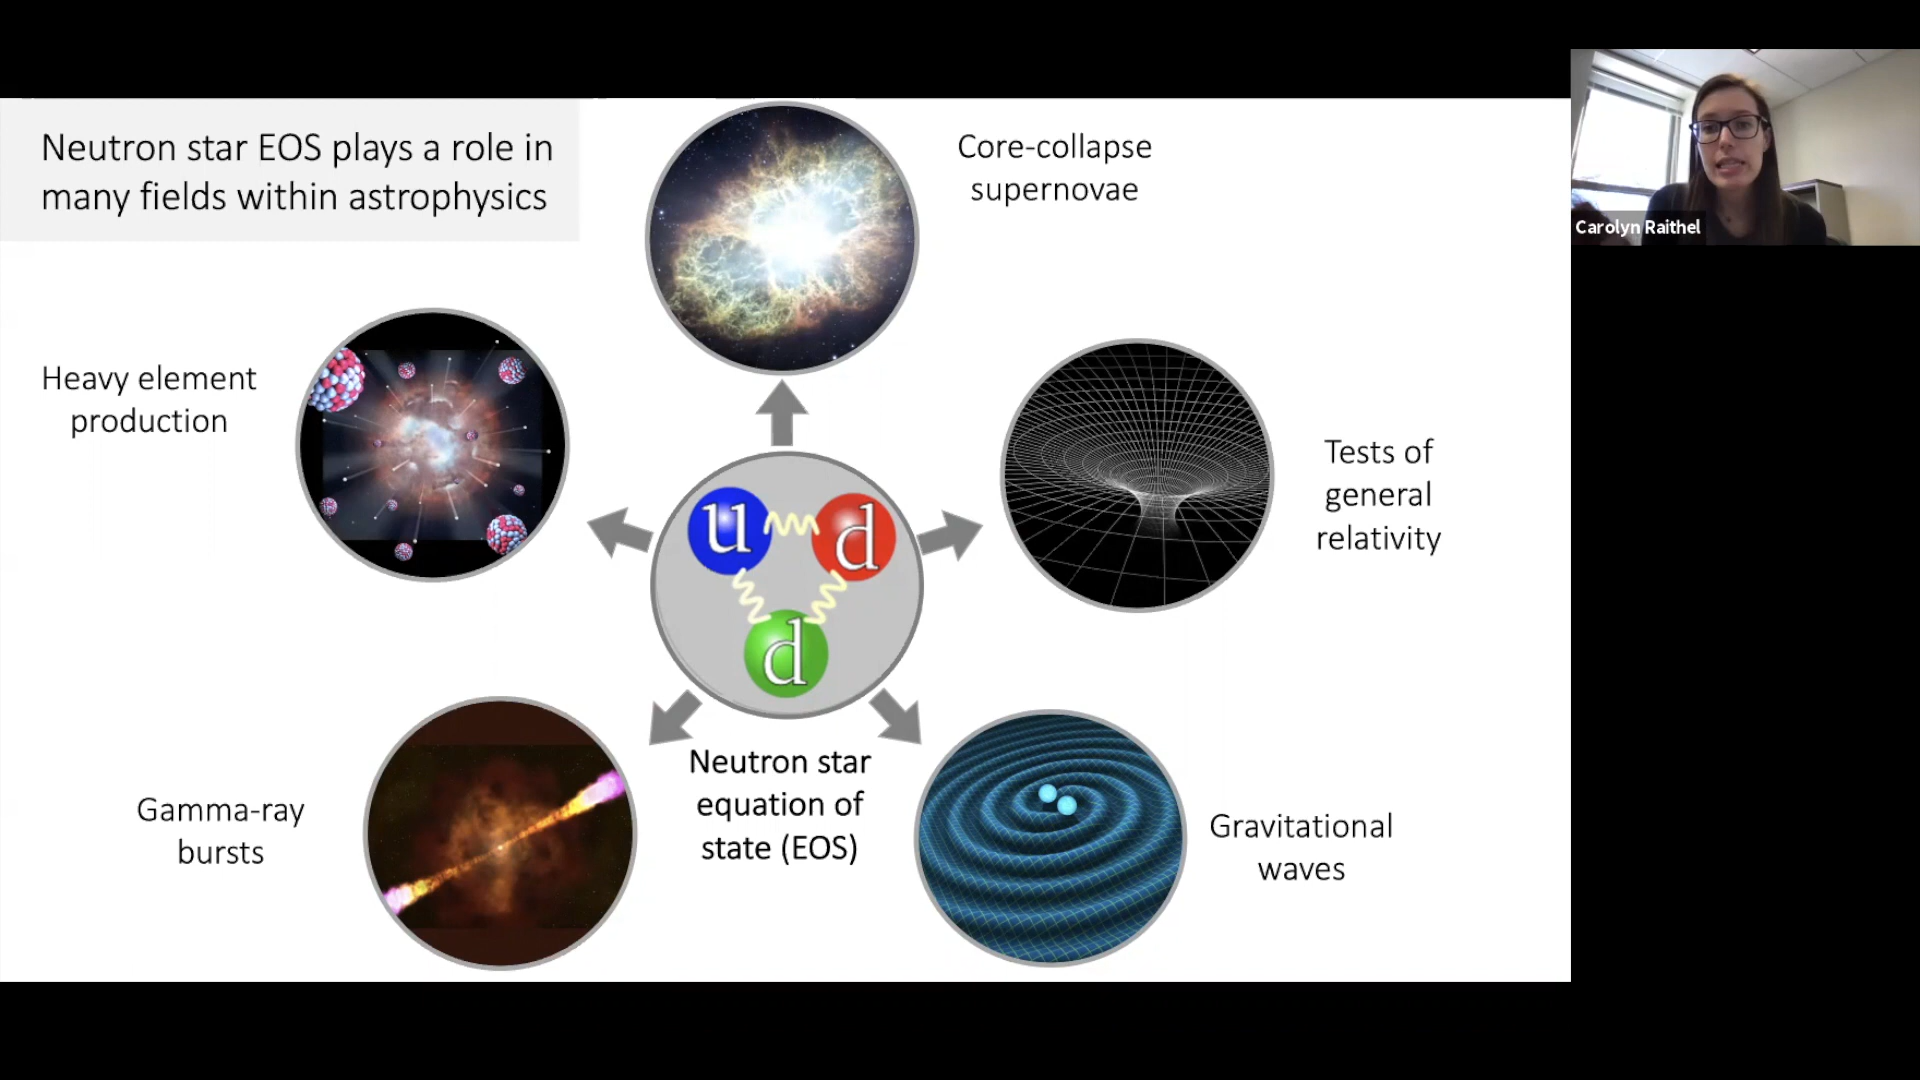 Neutron star EOS plays a role in
many fields within astrophysics
Core-collapse
supernovae
Heavy element
production
Tests of
general
relativity
u
d
d
Gamma-ray
bursts
Neutron star
equation of
state (EOS)
Gravitational
waves
Carolyn Raithel